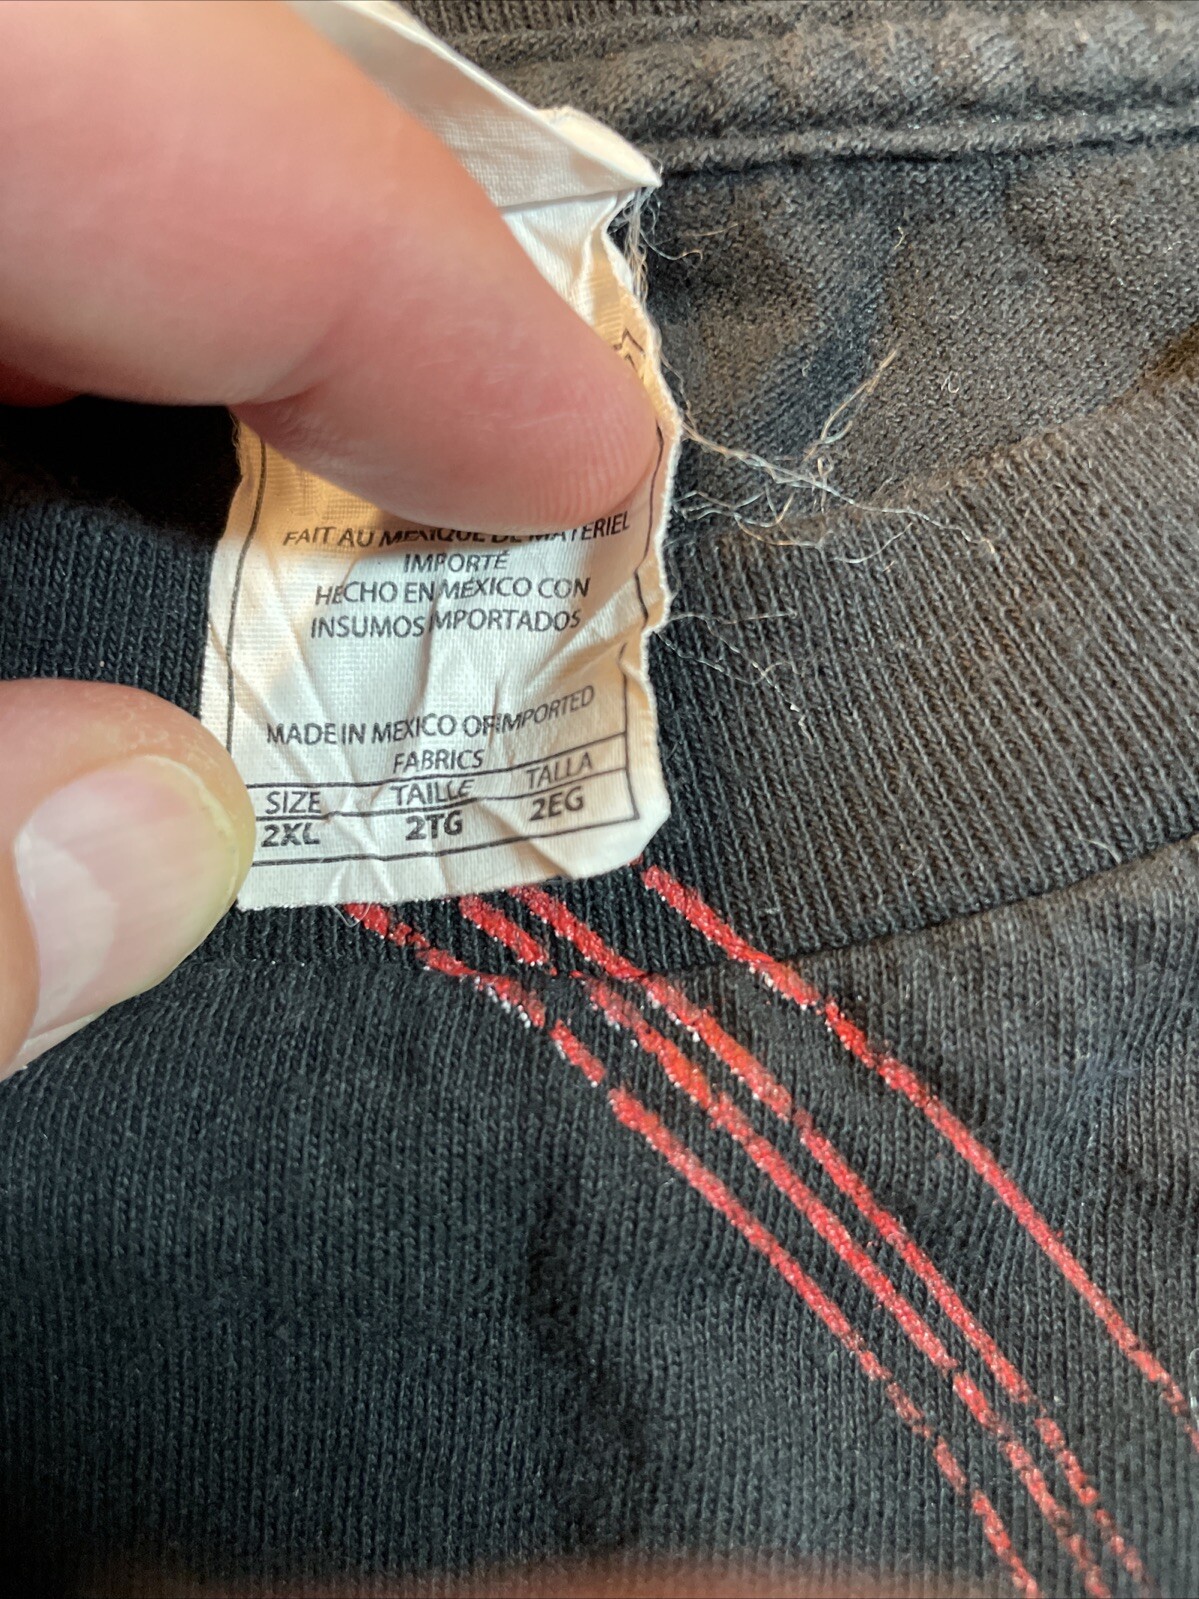 FAIT AU MEXIQUE DE MATERIEL
IMPORTÉ
HECHO EN MÉXICO CON
INSUMOS IMPORTADOS
MADE IN MEXICO OF IMPORTED
FABRICS
SIZE TAILLE TALLA
2XL 2TG 2EG